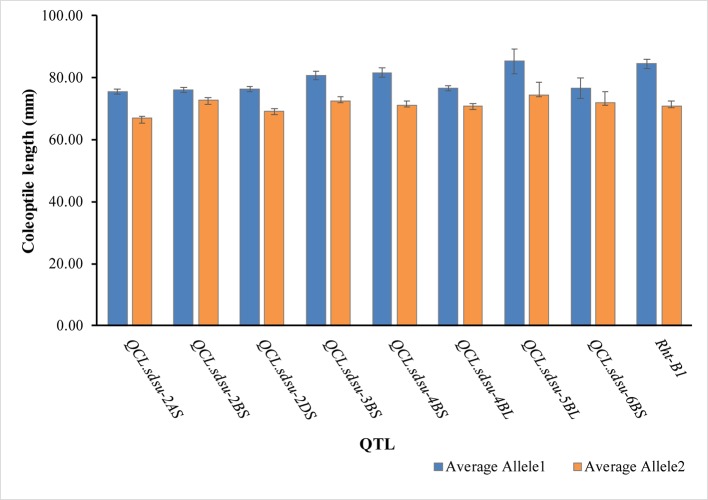 Coleoptile length (mm)
100.00
80.00
60.00
40.00
20.00
0.00
QCL.sdsu-2AS
QCL.sdsu-2BS
QCL.sdsu-2DS
QCL.sdsu-3BS
QCL.sdsu-4BS
QCL.sdsu-4BL
QCL.sdsu-5BL
QCL.sdsu-6BS
Rht-B1
QTL
Average Allele1
Average Allele2